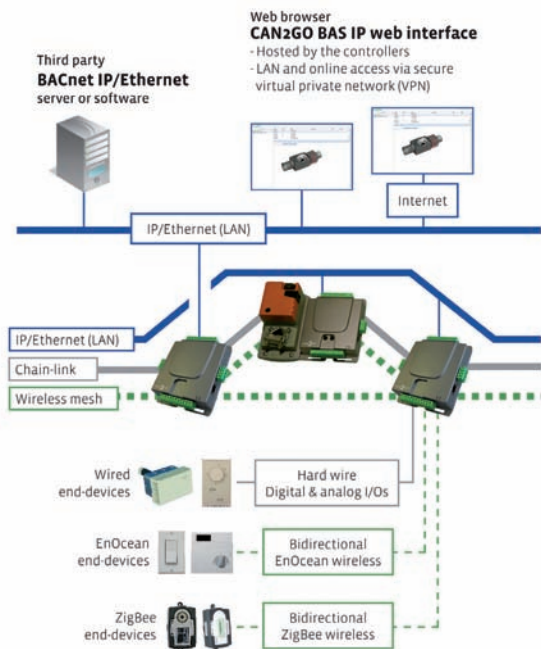 Third party
BACnet IP/Ethernet
server or software
Web browser
CAN2GO BAS IP web interface
- Hosted by the controllers
- LAN and online access via secure
virtual private network (VPN)
Internet
IP/Ethernet (LAN)
IP/Ethernet (LAN)
Chain-link
Wireless mesh
Wired
end-devices
Hard wire
Digital & analog I/Os
EnOcean
end-devices
Bidirectional
EnOcean wireless
ZigBee
end-devices
Bidirectional
ZigBee wireless